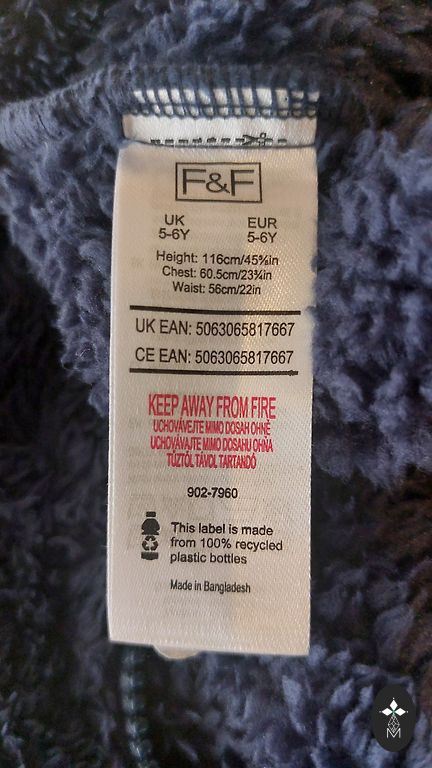 F&F
UK EUR
5-6Y 5-6Y
Height: 116cm/45¾in
Chest: 60.5cm/23¾in
Waist: 56cm/22in
UK EAN: 5063065817667
CE EAN: 5063065817667
KEEP AWAY FROM FIRE
UCHOVÁVEJTE MIMO DOSAH OHNĚ
UCHOVÁVAJTE MIMO DOSAHU OHŇA
TŰZTŐL TÁVOL TARTANDÓ
902-7960
This label is made
from 100% recycled
plastic bottles
Made in Bangladesh
M